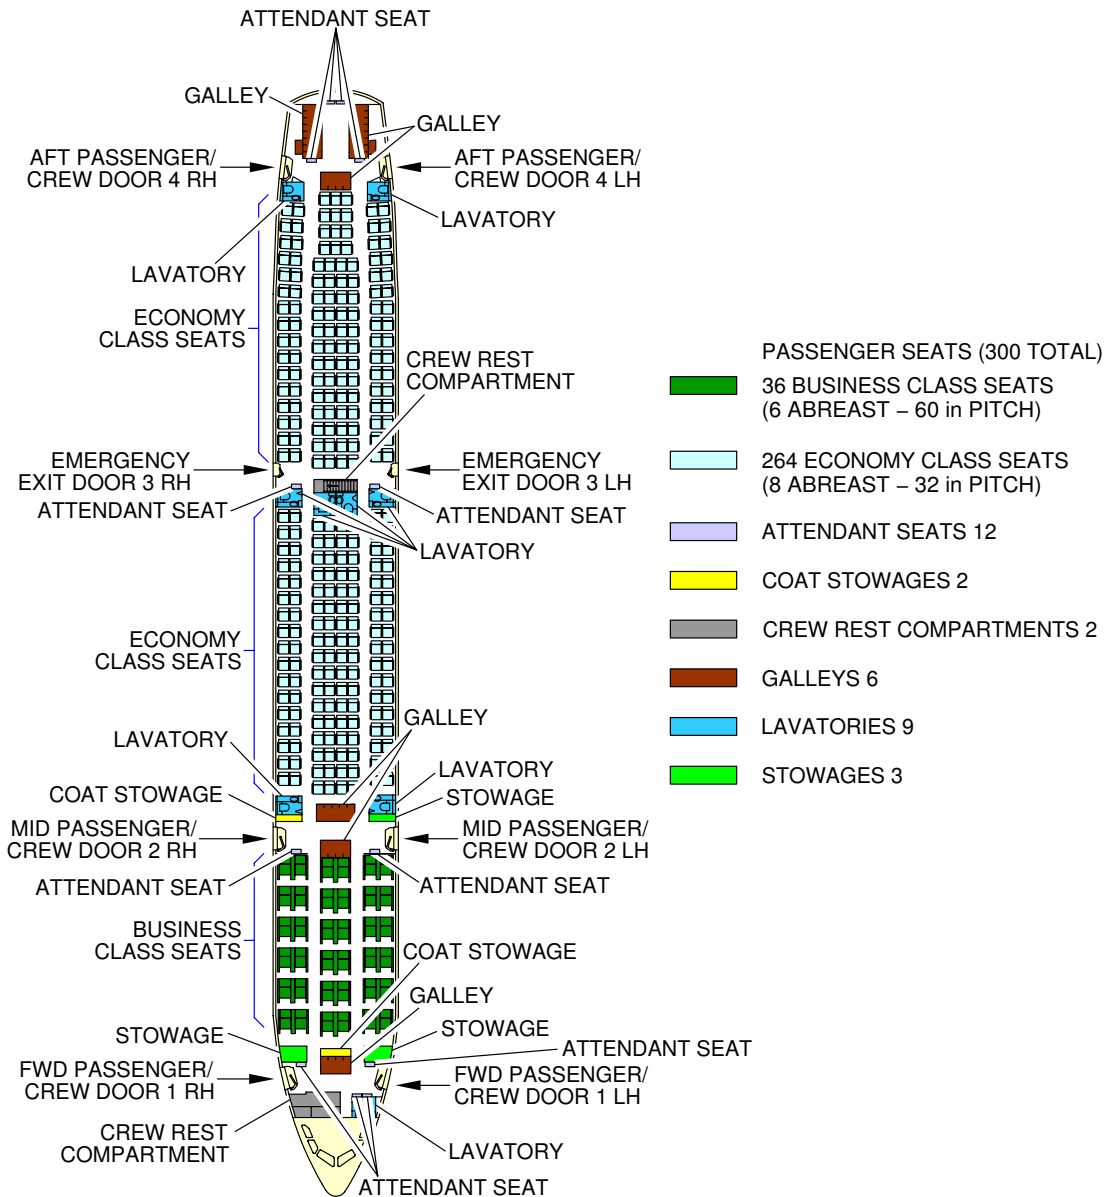 ATTENDANT SEAT
GALLEY
GALLEY
AFT PASSENGER/
CREW DOOR 4 RH
AFT PASSENGER/
CREW DOOR 4 LH
LAVATORY
LAVATORY
ECONOMY
CLASS SEATS
CREW REST
COMPARTMENT
EMERGENCY
EXIT DOOR 3 RH
EMERGENCY
EXIT DOOR 3 LH
ATTENDANT SEAT
ATTENDANT SEAT
LAVATORY
ECONOMY
CLASS SEATS
GALLEY
LAVATORY
LAVATORY
COAT STOWAGE
STOWAGE
MID PASSENGER/
CREW DOOR 2 RH
MID PASSENGER/
CREW DOOR 2 LH
ATTENDANT SEAT
ATTENDANT SEAT
BUSINESS
CLASS SEATS
COAT STOWAGE
GALLEY
STOWAGE
STOWAGE
ATTENDANT SEAT
FWD PASSENGER/
CREW DOOR 1 RH
FWD PASSENGER/
CREW DOOR 1 LH
CREW REST
COMPARTMENT
LAVATORY
ATTENDANT SEAT
PASSENGER SEATS (300 TOTAL)
36 BUSINESS CLASS SEATS
(6 ABREAST − 60 in PITCH)
264 ECONOMY CLASS SEATS
(8 ABREAST − 32 in PITCH)
ATTENDANT SEATS 12
COAT STOWAGES 2
CREW REST COMPARTMENTS 2
GALLEYS 6
LAVATORIES 9
STOWAGES 3